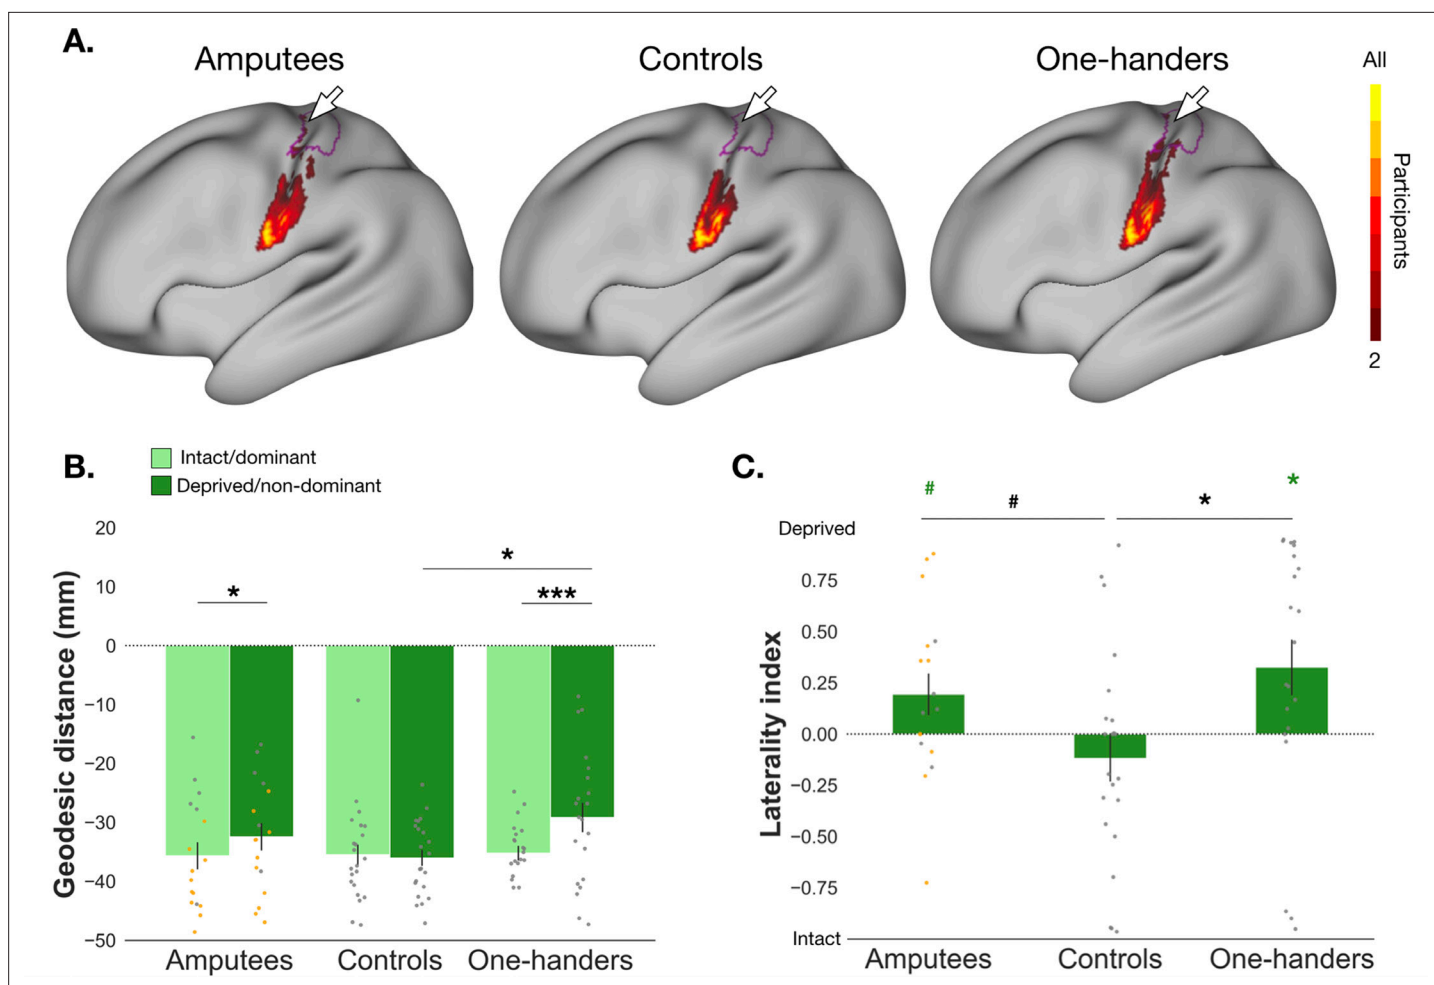 A.
Amputees
Controls
One-handers
All
Participants
2
B.
Intact/dominant
Deprived/non-dominant
Geodesic distance (mm)
20
10
0
−10
−20
−30
−40
−50
*
*
***
Amputees
Controls
One-handers
C.
#
#
*
*
Deprived
Laterality index
0.75
0.50
0.25
0.00
−0.25
−0.50
−0.75
Intact
Amputees
Controls
One-handers